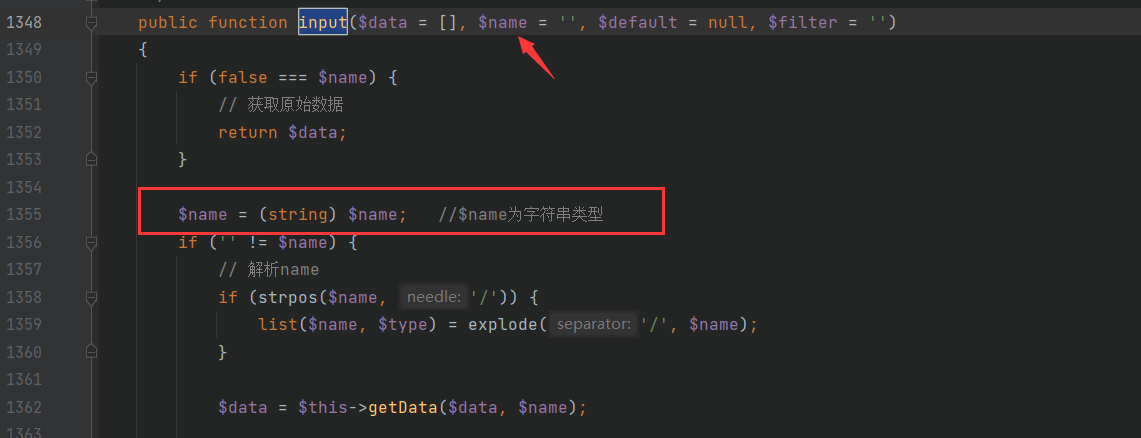 1348 public function input($data = [], $name = '', $default = null, $filter = '')
1349 {
1350 if (false === $name) {
1351 // 获取原始数据
1352 return $data;
1353 }
1354
1355 $name = (string) $name; //$name为字符串类型
1356 if ('' != $name) {
1357 // 解析name
1358 if (strpos($name, needle: '/')) {
1359 list($name, $type) = explode( separator: '/', $name);
1360 }
1361
1362 $data = $this->getData($data, $name);
1363